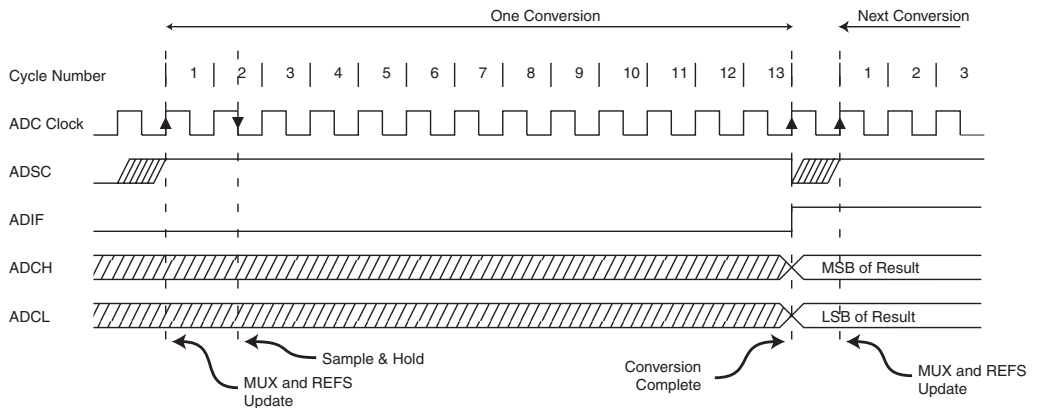 One Conversion
Next Conversion
Cycle Number
1 2 3 4 5 6 7 8 9 10 11 12 13 1 2 3
ADC Clock
ADSC
ADIF
ADCH
MSB of Result
ADCL
LSB of Result
Sample & Hold
MUX and REFS
Update
Conversion
Complete
MUX and REFS
Update